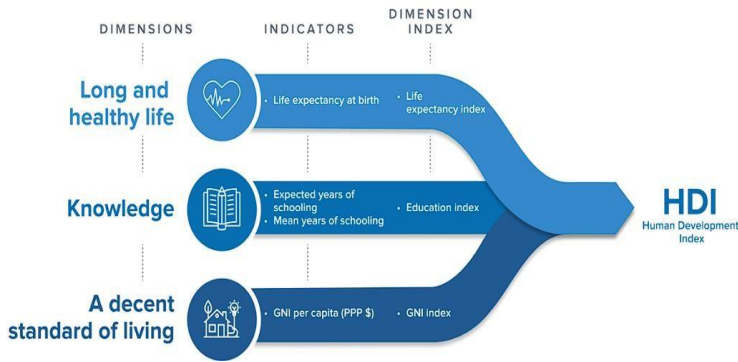 DIMENSIONS
INDICATORS
DIMENSION
INDEX
Long and
healthy life
• Life expectancy at birth
• Life
expectancy index
Knowledge
• Expected years of
schooling
• Mean years of schooling
• Education index
HDI
Human Development
Index
A decent
standard of living
• GNI per capita (PPP $)
• GNI index